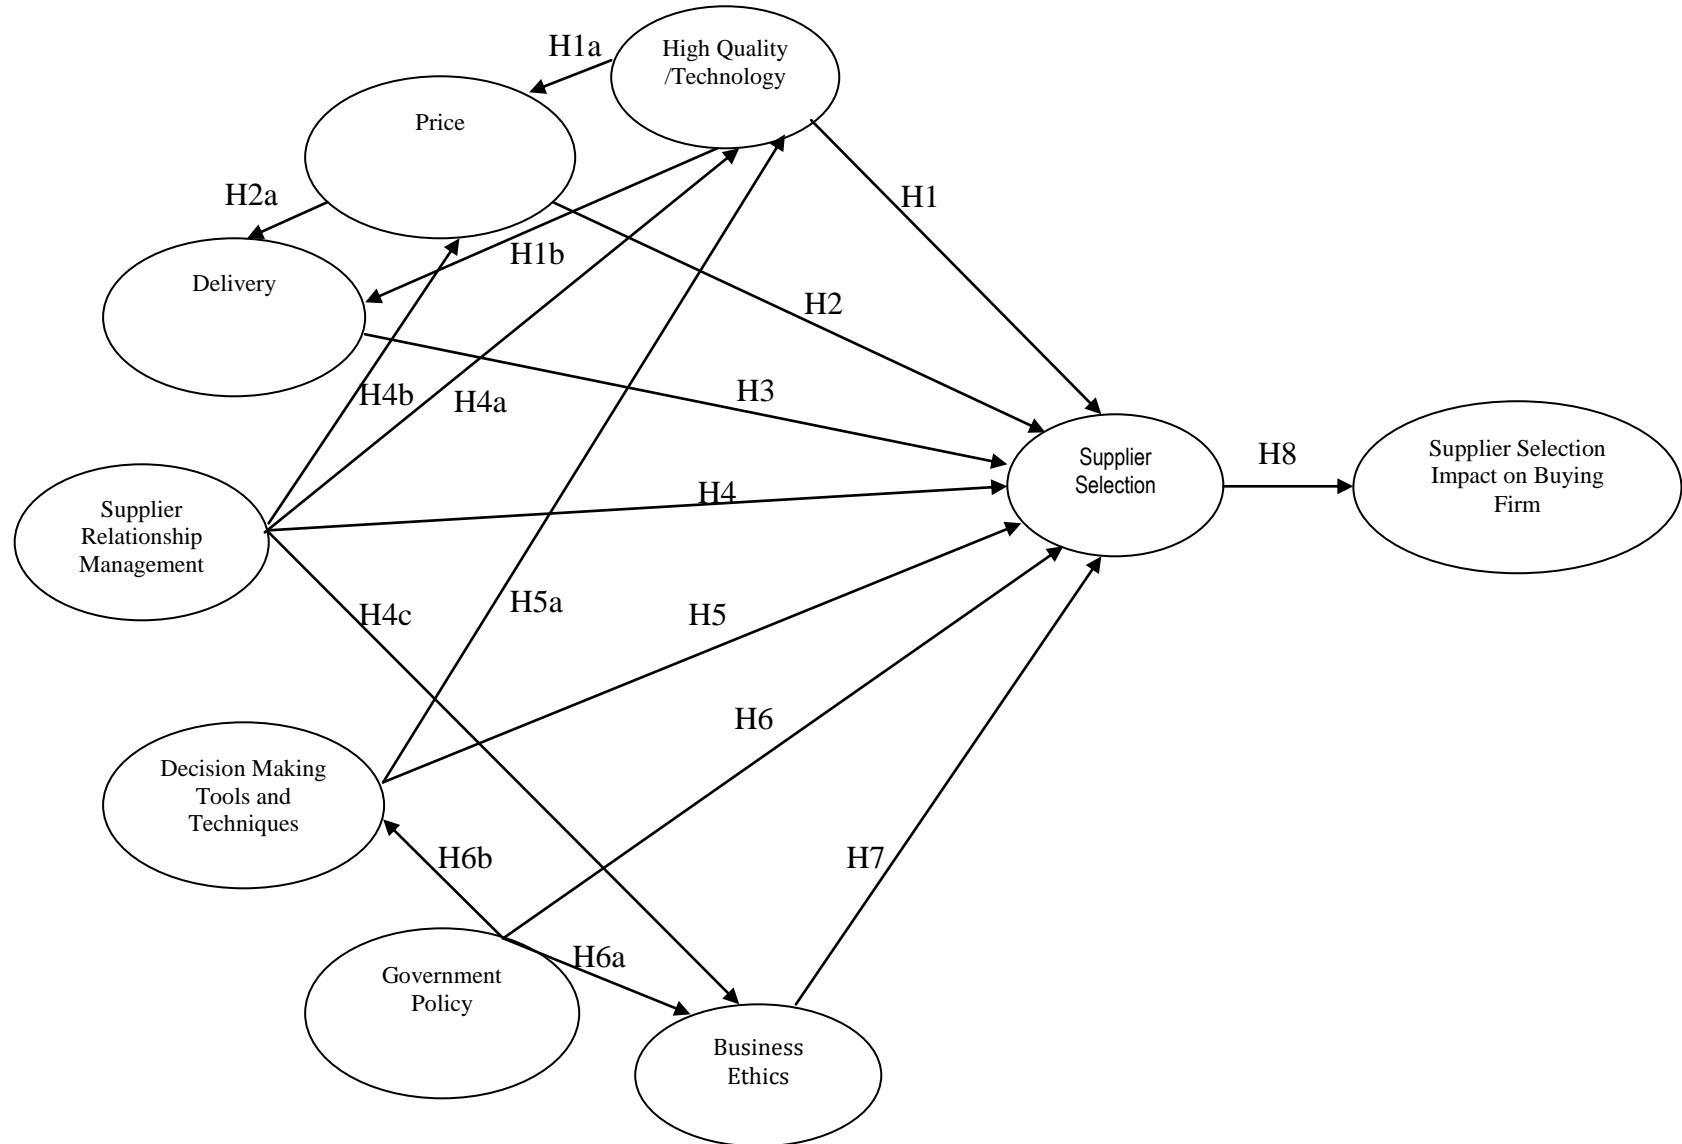 H1a
High Quality
/Technology
Price
H2a
H1
Delivery
H1b
H2
H4b
H4a
H3
Supplier
Selection
H8
Supplier Selection
Impact on Buying
Firm
Supplier
Relationship
Management
H4
H4c
H5a
H5
H6
Decision Making
Tools and
Techniques
H6b
H7
Government
Policy
H6a
Business
Ethics